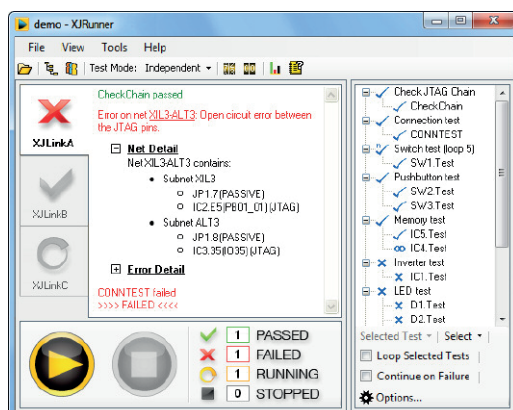 demo - XJRunner
File View Tools Help
Test Mode: Independent
XJLinkA
XJLinkB
XJLinkC
CheckChain passed
Error on net XIL3-ALT3: Open circuit error between
the JTAG pins.
Net Detail
Net XIL3-ALT3 contains:
Subnet XIL3
JP1.7(PASSIVE)
IC2.E5(PB01_01)(JTAG)
Subnet ALT3
JP1.8(PASSIVE)
IC3.35(IO35)(JTAG)
Error Detail
CONNTEST failed
>>>> FAILED <<<<
1 PASSED
1 FAILED
1 RUNNING
0 STOPPED
Check JTAG Chain
CheckChain
Connection test
CONNTEST
Switch test (loop 5)
SW1.Test
Pushbutton test
SW2.Test
SW3.Test
Memory test
IC5.Test
IC4.Test
Inverter test
IC1.Test
LED test
D1.Test
D2.Test
Selected Test Select
Loop Selected Tests
Continue on Failure
Options...